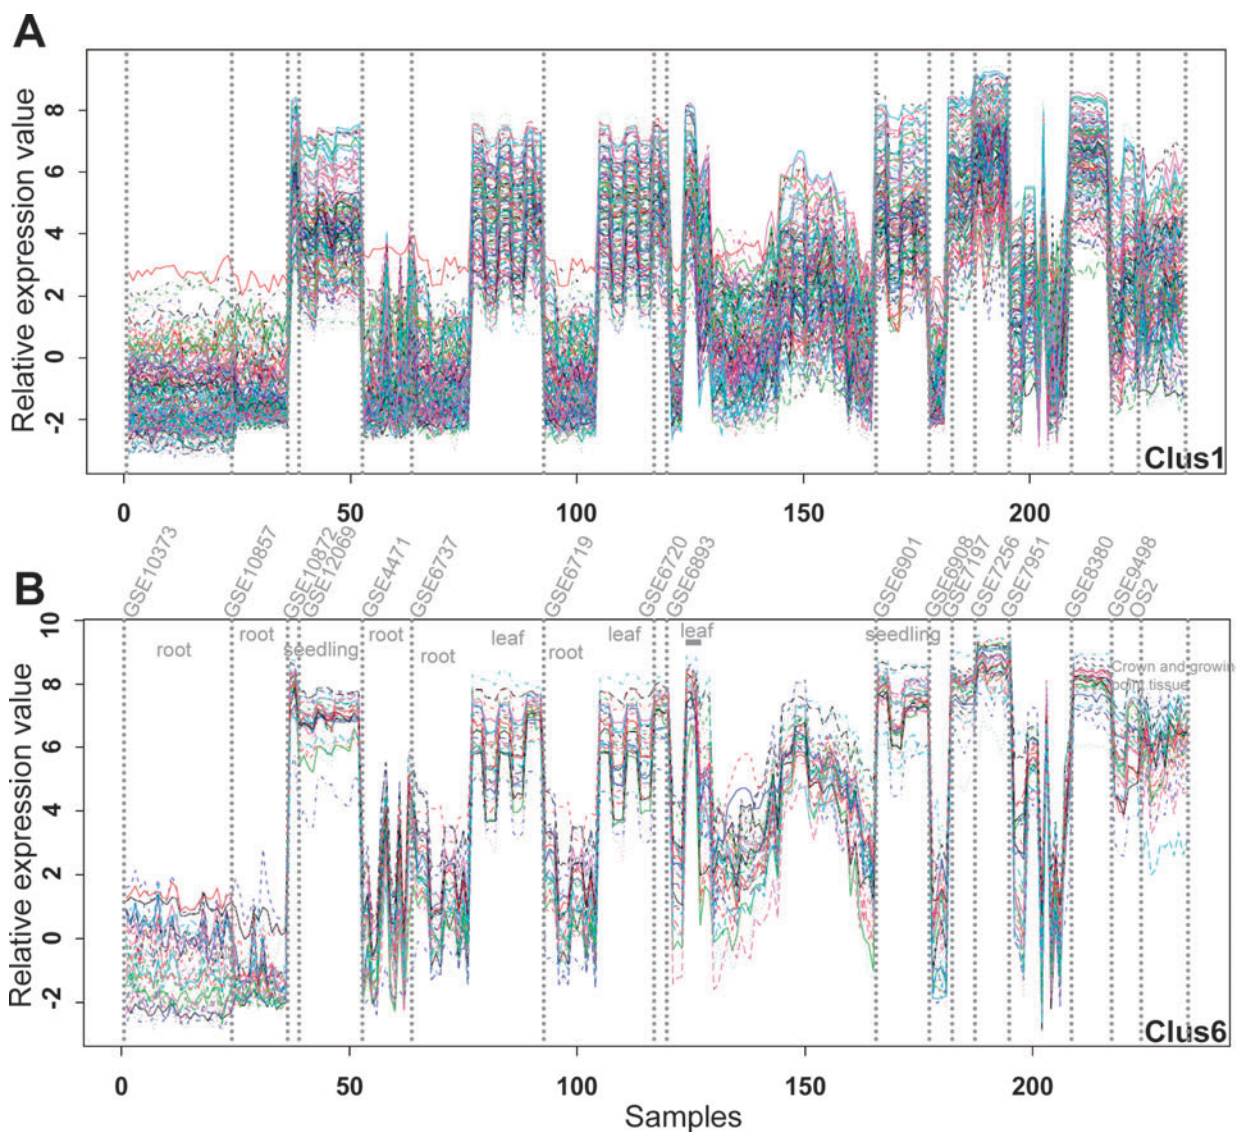 A
Relative expression value
8
6
4
2
0
-2
Clus1
0 50 100 150 200
GSE10373 GSE10857 GSE10872 GSE12069 GSE4471 GSE6737 GSE6719 GSE6720 GSE6893 GSE6901 GSE6908 GSE7197 GSE7256 GSE7951 GSE8380 GSE9498 OS2
B
Relative expression value
10
8
6
4
2
0
-2
root root seedling root root leaf root leaf leaf seedling
Crown and growin
point tissue
Clus6
0 50 100 150 200
Samples